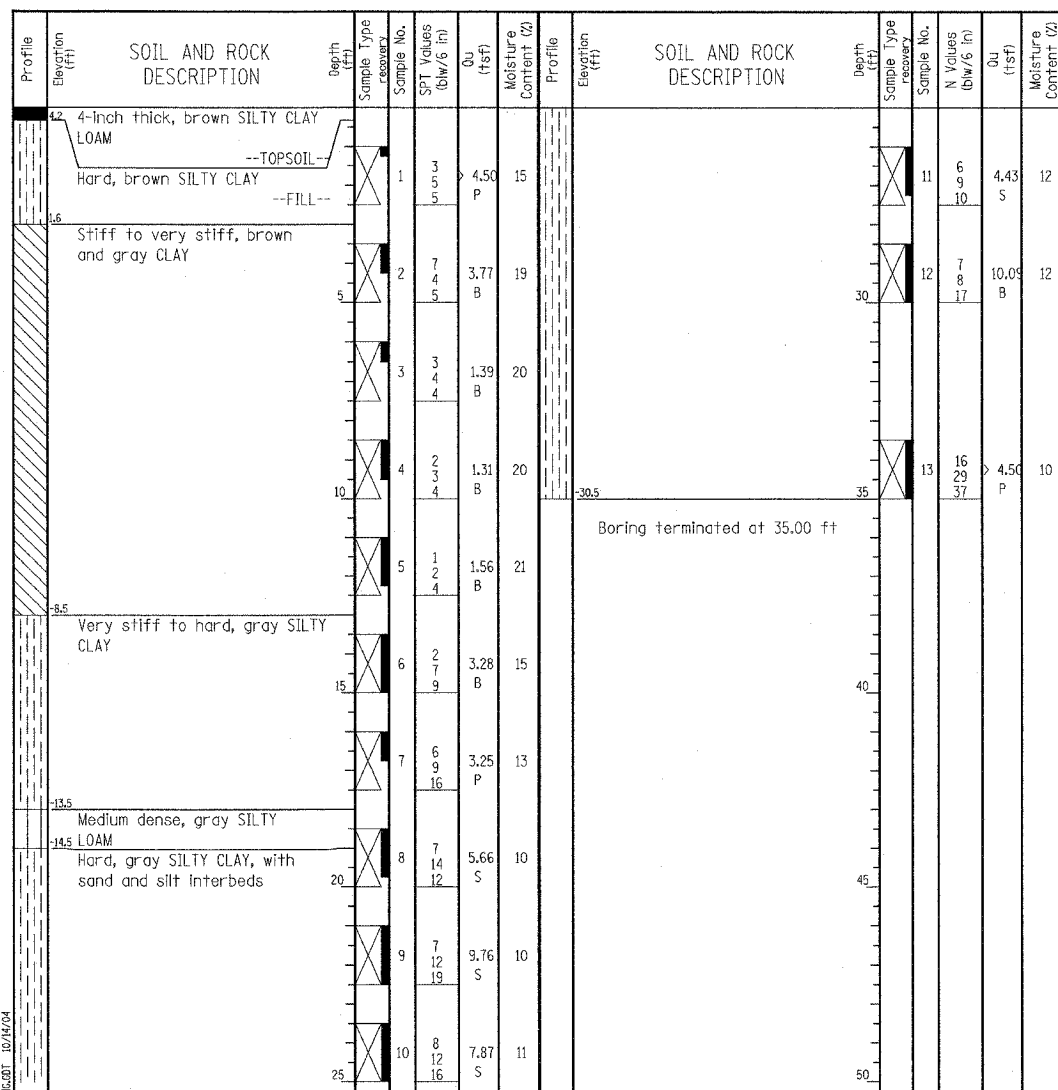 Profile
Elevation (ft)
SOIL AND ROCK
DESCRIPTION
Depth (ft)
Sample Type
recovery
Sample No.
SPT Values (blw/6 in)
Qu (tsf)
Moisture Content (%)
Profile
Elevation (ft)
SOIL AND ROCK
DESCRIPTION
Depth (ft)
Sample Type
recovery
Sample No.
N Values (blw/6 in)
Qu (tsf)
Moisture Content (%)
4.2 4-inch thick, brown SILTY CLAY
LOAM
--TOPSOIL--
Hard, brown SILTY CLAY
--FILL--
1 3 5 5 > 4.50 P 15
1.6
Stiff to very stiff, brown
and gray CLAY
2 7 4 5 3.77 B 19
5
3 3 4 4 1.39 B 20
4 2 3 4 1.31 B 20
10
5 1 2 4 1.56 B 21
-8.5
Very stiff to hard, gray SILTY
CLAY
6 2 7 9 3.28 B 15
15
7 6 9 16 3.25 P 13
-13.5
Medium dense, gray SILTY
-14.5 LOAM
Hard, gray SILTY CLAY, with
sand and silt interbeds
8 7 14 12 5.66 S 10
20
9 7 12 19 9.76 S 10
10 8 12 16 7.87 S 11
25
11 6 9 10 4.43 S 12
12 7 8 17 10.09 B 12
30
13 16 29 37 > 4.50 P 10
-30.5
35
Boring terminated at 35.00 ft
40
45
50
10/14/04